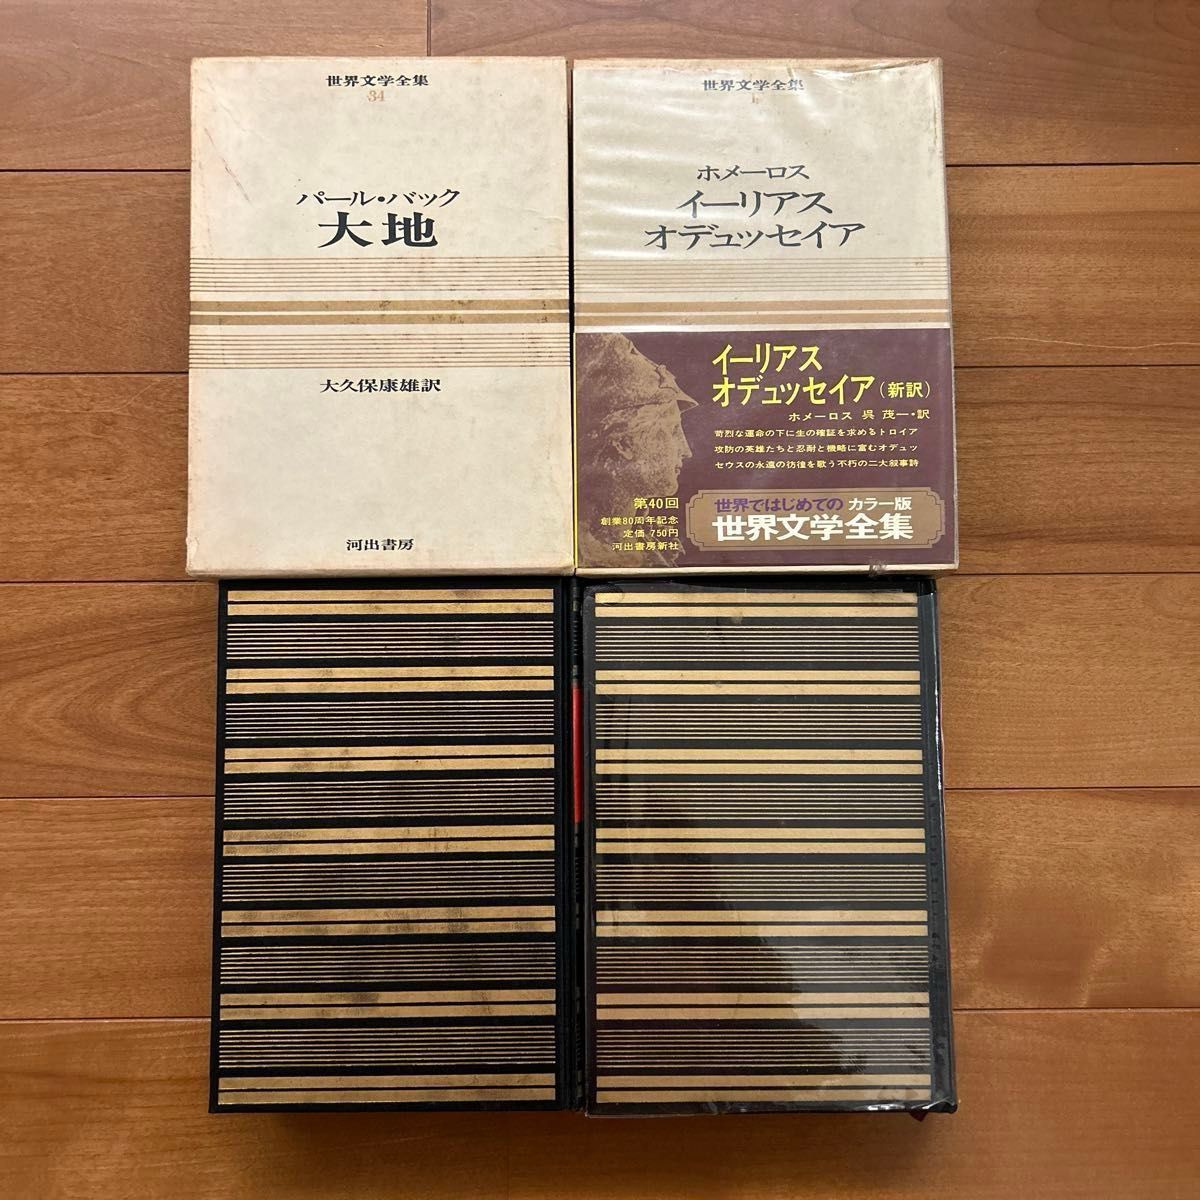 世界文学全集
34
パール・バック
大地
大久保康雄訳
河出書房
世界文学全集
1
ホメーロス
イーリアス
オデュッセイア
イーリアス
オデュッセイア(新訳)
ホメーロス 呉 茂一・訳
苛烈な運命の下に生の確証を求めるトロイア
攻防の英雄たちと忍耐と機略に富むオデュッ
セウスの永遠の彷徨を歌う不朽の二大叙事詩
第40回
創業80周年記念
定価 750円
河出書房新社
世界ではじめての カラー版
世界文学全集